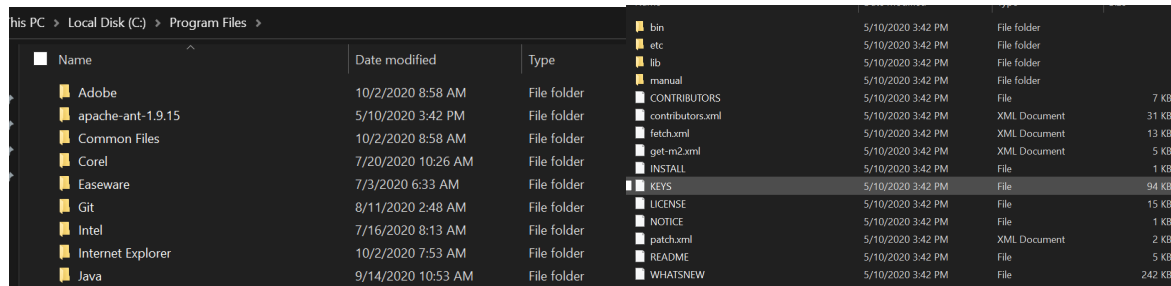 his PC > Local Disk (C:) > Program Files >
Name Date modified Type
Adobe 10/2/2020 8:58 AM File folder
apache-ant-1.9.15 5/10/2020 3:42 PM File folder
Common Files 10/2/2020 8:58 AM File folder
Corel 7/20/2020 10:26 AM File folder
Easeware 7/3/2020 6:33 AM File folder
Git 8/11/2020 2:48 AM File folder
Intel 7/16/2020 8:13 AM File folder
Internet Explorer 10/2/2020 7:53 AM File folder
Java 9/14/2020 10:53 AM File folder
bin 5/10/2020 3:42 PM File folder
etc 5/10/2020 3:42 PM File folder
lib 5/10/2020 3:42 PM File folder
manual 5/10/2020 3:42 PM File folder
CONTRIBUTORS 5/10/2020 3:42 PM File 7 KB
contributors.xml 5/10/2020 3:42 PM XML Document 31 KB
fetch.xml 5/10/2020 3:42 PM XML Document 13 KB
get-m2.xml 5/10/2020 3:42 PM XML Document 5 KB
INSTALL 5/10/2020 3:42 PM File 1 KB
KEYS 5/10/2020 3:42 PM File 94 KB
LICENSE 5/10/2020 3:42 PM File 15 KB
NOTICE 5/10/2020 3:42 PM File 1 KB
patch.xml 5/10/2020 3:42 PM XML Document 2 KB
README 5/10/2020 3:42 PM File 5 KB
WHATSNEW 5/10/2020 3:42 PM File 242 KB